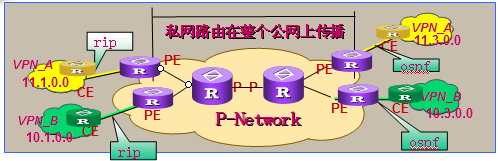 私网路由在整个公网上传播
VPN_A
rip
PE
PE
VPN_A
11.3.0.0
CE
ospf
11.1.0.0
CE
R
R
R
R
R
R
P P
R
R
R
R
VPN_B
10.1.0.0
CE
PE
rip
P-Network
PE
CE
VPN_B
10.3.0.0
ospf